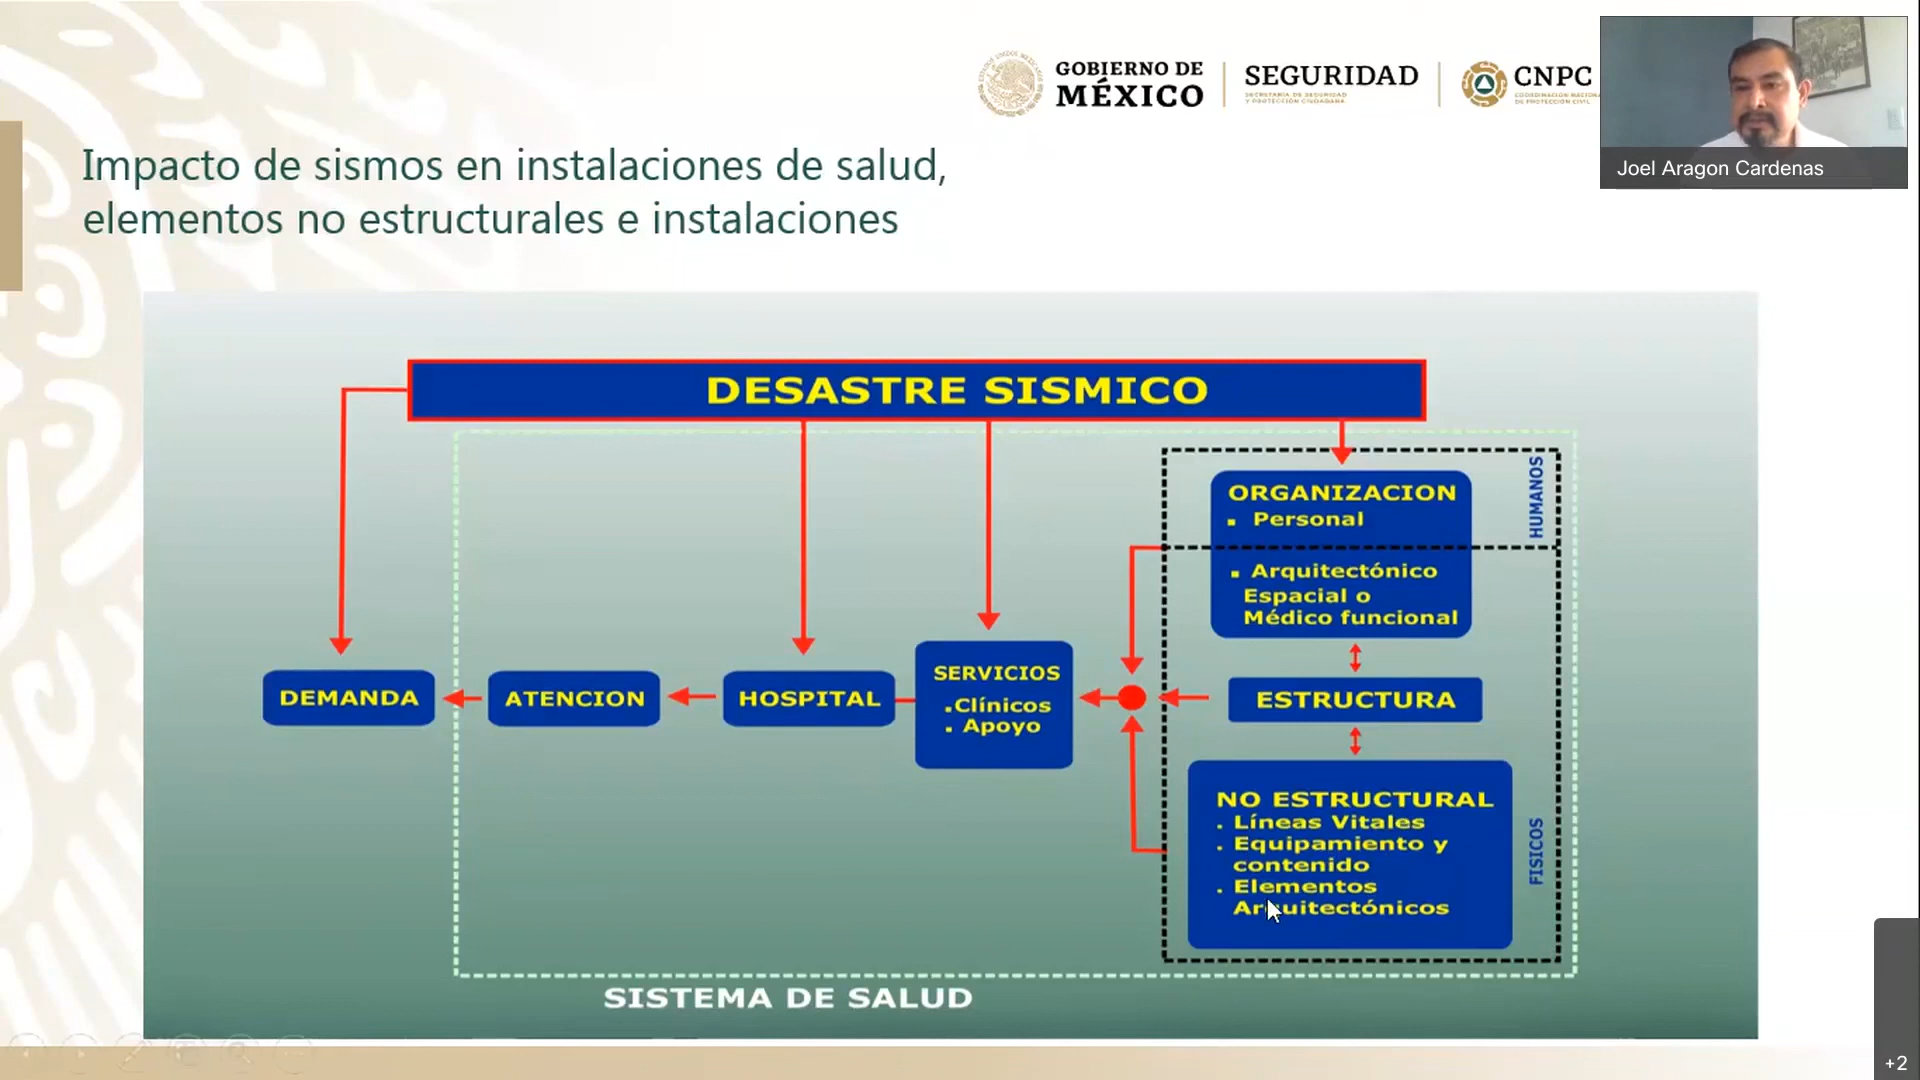 GOBIERNO DE
MÉXICO
SEGURIDAD
SECRETARÍA DE SEGURIDAD
Y PROTECCIÓN CIUDADANA
CNPC
COORDINACIÓN NACIONAL
DE PROTECCIÓN CIVIL
Joel Aragon Cardenas
Impacto de sismos en instalaciones de salud,
elementos no estructurales e instalaciones
DESASTRE SISMICO
HUMANOS
ORGANIZACION
▪ Personal
▪ Arquitectónico
Espacial o
Médico funcional
DEMANDA
ATENCION
HOSPITAL
SERVICIOS
.Clínicos
. Apoyo
ESTRUCTURA
NO ESTRUCTURAL
. Líneas Vitales
. Equipamiento y
contenido
. Elementos
Arquitectónicos
FISICOS
SISTEMA DE SALUD
+2